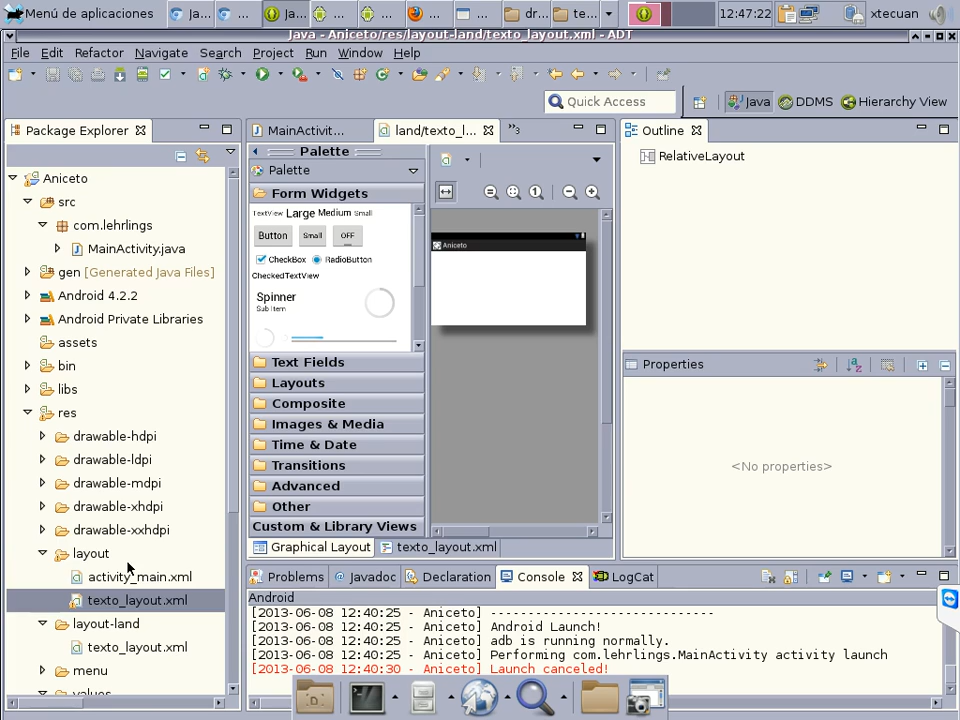 Menú de aplicaciones
Ja...
...
Ja...
...
...
...
...
dr...
te...
12:47:22
xtecuan
Java - Aniceto/res/layout-land/texto_layout.xml - ADT
File Edit Refactor Navigate Search Project Run Window Help
Quick Access
Java
DDMS
Hierarchy View
Package Explorer
Aniceto
src
com.lehrlings
MainActivity.java
gen [Generated Java Files]
Android 4.2.2
Android Private Libraries
assets
bin
libs
res
drawable-hdpi
drawable-ldpi
drawable-mdpi
drawable-xhdpi
drawable-xxhdpi
layout
activity_main.xml
texto_layout.xml
layout-land
texto_layout.xml
menu
values
MainActivit...
land/texto_l...
»3
Palette
Palette
Form Widgets
TextView Large Medium Small
Button Small OFF
CheckBox RadioButton
CheckedTextView
Spinner
Sub Item
Text Fields
Layouts
Composite
Images & Media
Time & Date
Transitions
Advanced
Other
Custom & Library Views
Graphical Layout
texto_layout.xml
Aniceto
Outline
RelativeLayout
Properties
<No properties>
Problems
Javadoc
Declaration
Console
LogCat
Android
[2013-06-08 12:40:25 - Aniceto] ------------------------------
[2013-06-08 12:40:25 - Aniceto] Android Launch!
[2013-06-08 12:40:25 - Aniceto] adb is running normally.
[2013-06-08 12:40:25 - Aniceto] Performing com.lehrlings.MainActivity activity launch
[2013-06-08 12:40:30 - Aniceto] Launch canceled!